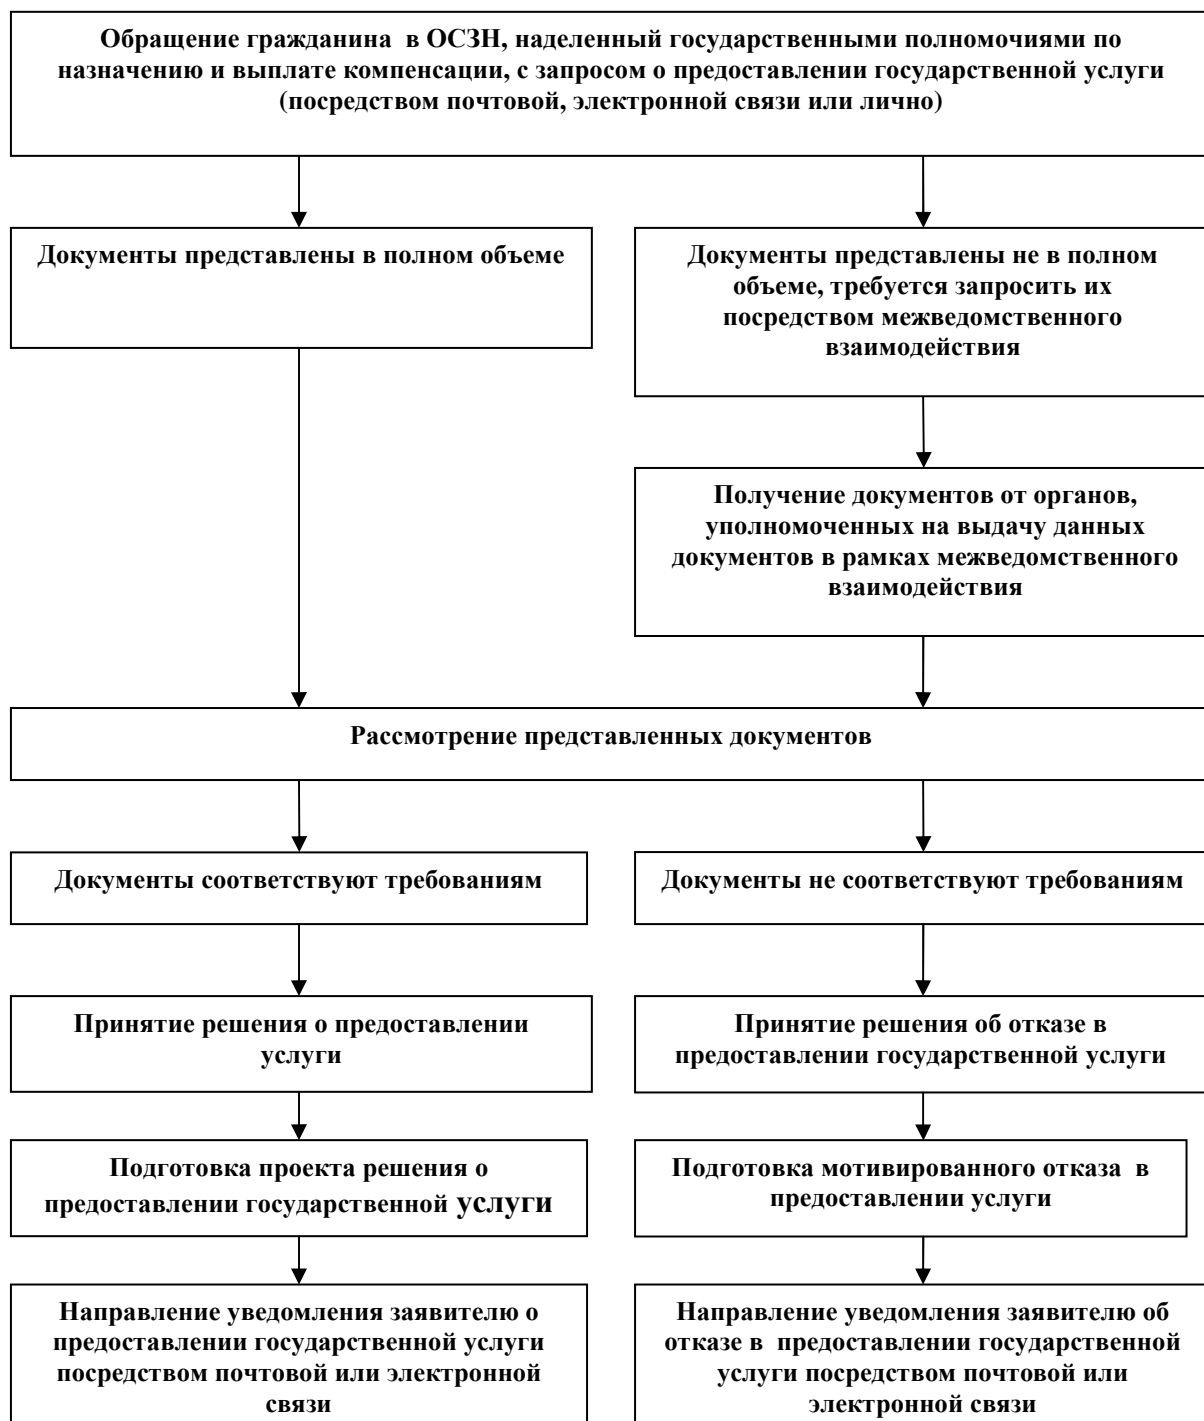 Обращение гражданина  в ОСЗН, наделенный государственными полномочиями по
назначению и выплате компенсации, с запросом о предоставлении государственной услуги
(посредством почтовой, электронной связи или лично)
Документы представлены в полном объеме
Документы представлены не в полном
объеме, требуется запросить их
посредством межведомственного
взаимодействия
Получение документов от органов,
уполномоченных на выдачу данных
документов в рамках межведомственного
взаимодействия
Рассмотрение представленных документов
Документы соответствуют требованиям
Документы не соответствуют требованиям
Принятие решения о предоставлении
услуги
Принятие решения об отказе в
предоставлении государственной услуги
Подготовка проекта решения о
предоставлении государственной услуги
Подготовка мотивированного отказа  в
предоставлении услуги
Направление уведомления заявителю о
предоставлении государственной услуги
посредством почтовой или электронной
связи
Направление уведомления заявителю об
отказе в  предоставлении государственной
услуги посредством почтовой или
электронной связи